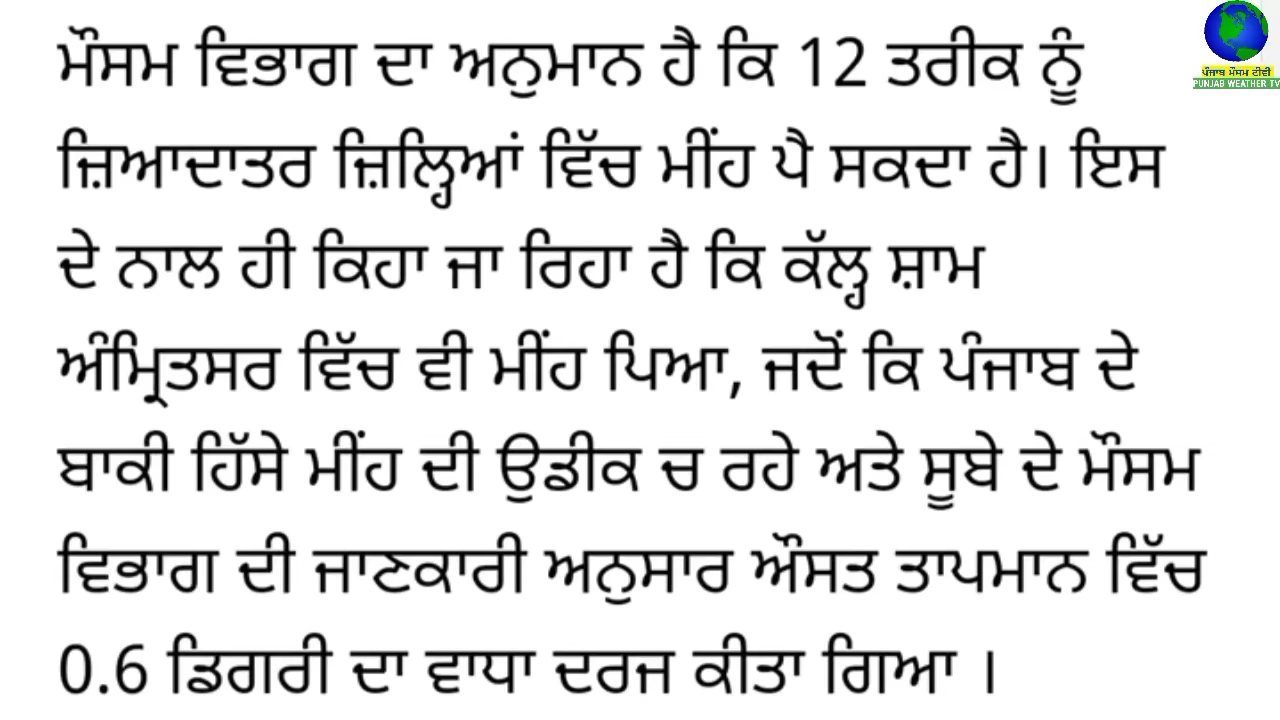 ਮੌਸਮ ਵਿਭਾਗ ਦਾ ਅਨੁਮਾਨ ਹੈ ਕਿ 12 ਤਰੀਕ ਨੂੰ
ਜ਼ਿਆਦਾਤਰ ਜ਼ਿਲ੍ਹਿਆਂ ਵਿੱਚ ਮੀਂਹ ਪੈ ਸਕਦਾ ਹੈ। ਇਸ
ਦੇ ਨਾਲ ਹੀ ਕਿਹਾ ਜਾ ਰਿਹਾ ਹੈ ਕਿ ਕੱਲ੍ਹ ਸ਼ਾਮ
ਅੰਮ੍ਰਿਤਸਰ ਵਿੱਚ ਵੀ ਮੀਂਹ ਪਿਆ, ਜਦੋਂ ਕਿ ਪੰਜਾਬ ਦੇ
ਬਾਕੀ ਹਿੱਸੇ ਮੀਂਹ ਦੀ ਉਡੀਕ ਚ ਰਹੇ ਅਤੇ ਸੂਬੇ ਦੇ ਮੌਸਮ
ਵਿਭਾਗ ਦੀ ਜਾਣਕਾਰੀ ਅਨੁਸਾਰ ਔਸਤ ਤਾਪਮਾਨ ਵਿੱਚ
0.6 ਡਿਗਰੀ ਦਾ ਵਾਧਾ ਦਰਜ ਕੀਤਾ ਗਿਆ ।
ਪੰਜਾਬ ਮੌਸਮ ਟੀਵੀ
PUNJAB WEATHER TV